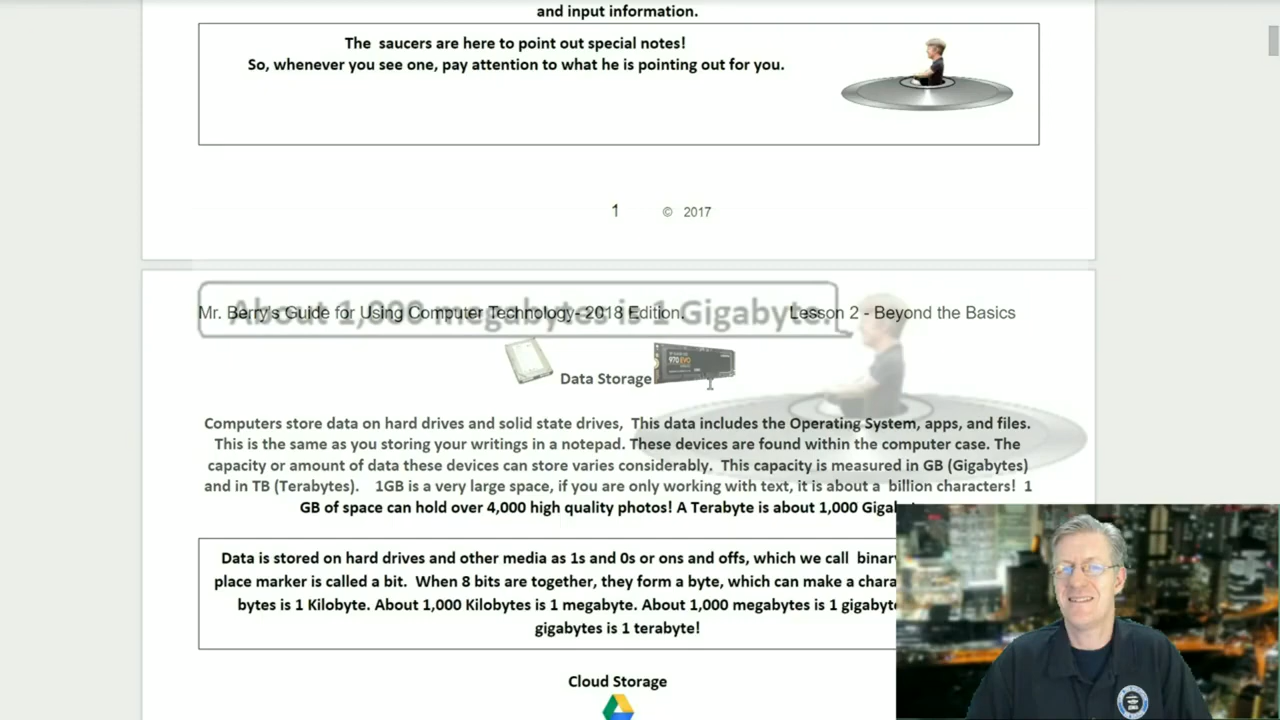 and input information.
The saucers are here to point out special notes!
So, whenever you see one, pay attention to what he is pointing out for you.
1 © 2017
About 1,000 megabytes is 1 Gigabyte.
Mr. Berry's Guide for Using Computer Technology- 2018 Edition. Lesson 2 - Beyond the Basics
970 EVO
Data Storage
Computers store data on hard drives and solid state drives, This data includes the Operating System, apps, and files.
This is the same as you storing your writings in a notepad. These devices are found within the computer case. The
capacity or amount of data these devices can store varies considerably. This capacity is measured in GB (Gigabytes)
and in TB (Terabytes). 1GB is a very large space, if you are only working with text, it is about a billion characters! 1
GB of space can hold over 4,000 high quality photos! A Terabyte is about 1,000
Data is stored on hard drives and other media as 1s and 0s or ons and offs, which we call
place marker is called a bit. When 8 bits are together, they form a byte, which can make a
bytes is 1 Kilobyte. About 1,000 Kilobytes is 1 megabyte. About 1,000 megabytes is 1
gigabytes is 1 terabyte!
Cloud Storage